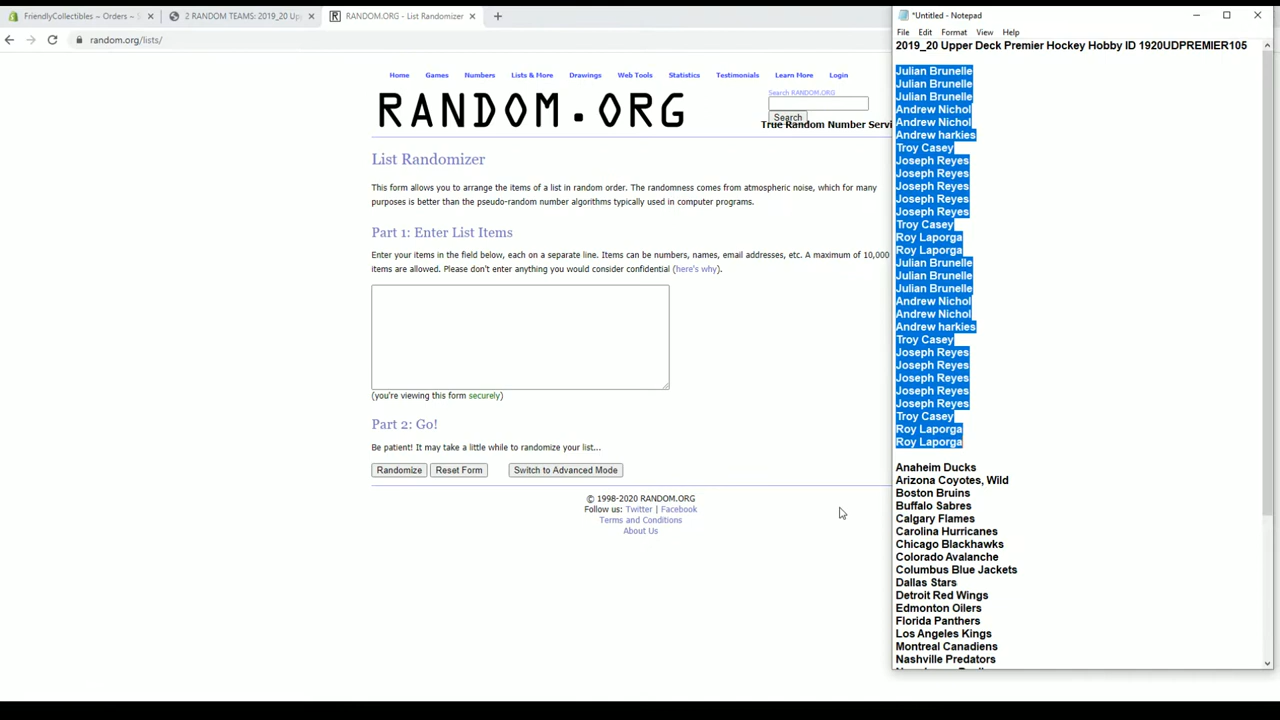 FriendlyCollectibles ~ Orders ~
2 RANDOM TEAMS: 2019_20 Up
RANDOM.ORG - List Randomizer
random.org/lists/
Home Games Numbers Lists & More Drawings Web Tools Statistics Testimonials Learn More Login
RANDOM.ORG
Search RANDOM.ORG
Search
True Random Number Servi
List Randomizer
This form allows you to arrange the items of a list in random order. The randomness comes from atmospheric noise, which for many
purposes is better than the pseudo-random number algorithms typically used in computer programs.
Part 1: Enter List Items
Enter your items in the field below, each on a separate line. Items can be numbers, names, email addresses, etc. A maximum of 10,000
items are allowed. Please don't enter anything you would consider confidential (here's why).
(you're viewing this form securely)
Part 2: Go!
Be patient! It may take a little while to randomize your list...
Randomize Reset Form Switch to Advanced Mode
© 1998-2020 RANDOM.ORG
Follow us: Twitter | Facebook
Terms and Conditions
About Us
*Untitled - Notepad
File Edit Format View Help
2019_20 Upper Deck Premier Hockey Hobby ID 1920UDPREMIER105
Julian Brunelle
Julian Brunelle
Julian Brunelle
Andrew Nichol
Andrew Nichol
Andrew harkies
Troy Casey
Joseph Reyes
Joseph Reyes
Joseph Reyes
Joseph Reyes
Joseph Reyes
Troy Casey
Roy Laporga
Roy Laporga
Julian Brunelle
Julian Brunelle
Julian Brunelle
Andrew Nichol
Andrew Nichol
Andrew harkies
Troy Casey
Joseph Reyes
Joseph Reyes
Joseph Reyes
Joseph Reyes
Joseph Reyes
Troy Casey
Roy Laporga
Roy Laporga
Anaheim Ducks
Arizona Coyotes, Wild
Boston Bruins
Buffalo Sabres
Calgary Flames
Carolina Hurricanes
Chicago Blackhawks
Colorado Avalanche
Columbus Blue Jackets
Dallas Stars
Detroit Red Wings
Edmonton Oilers
Florida Panthers
Los Angeles Kings
Montreal Canadiens
Nashville Predators